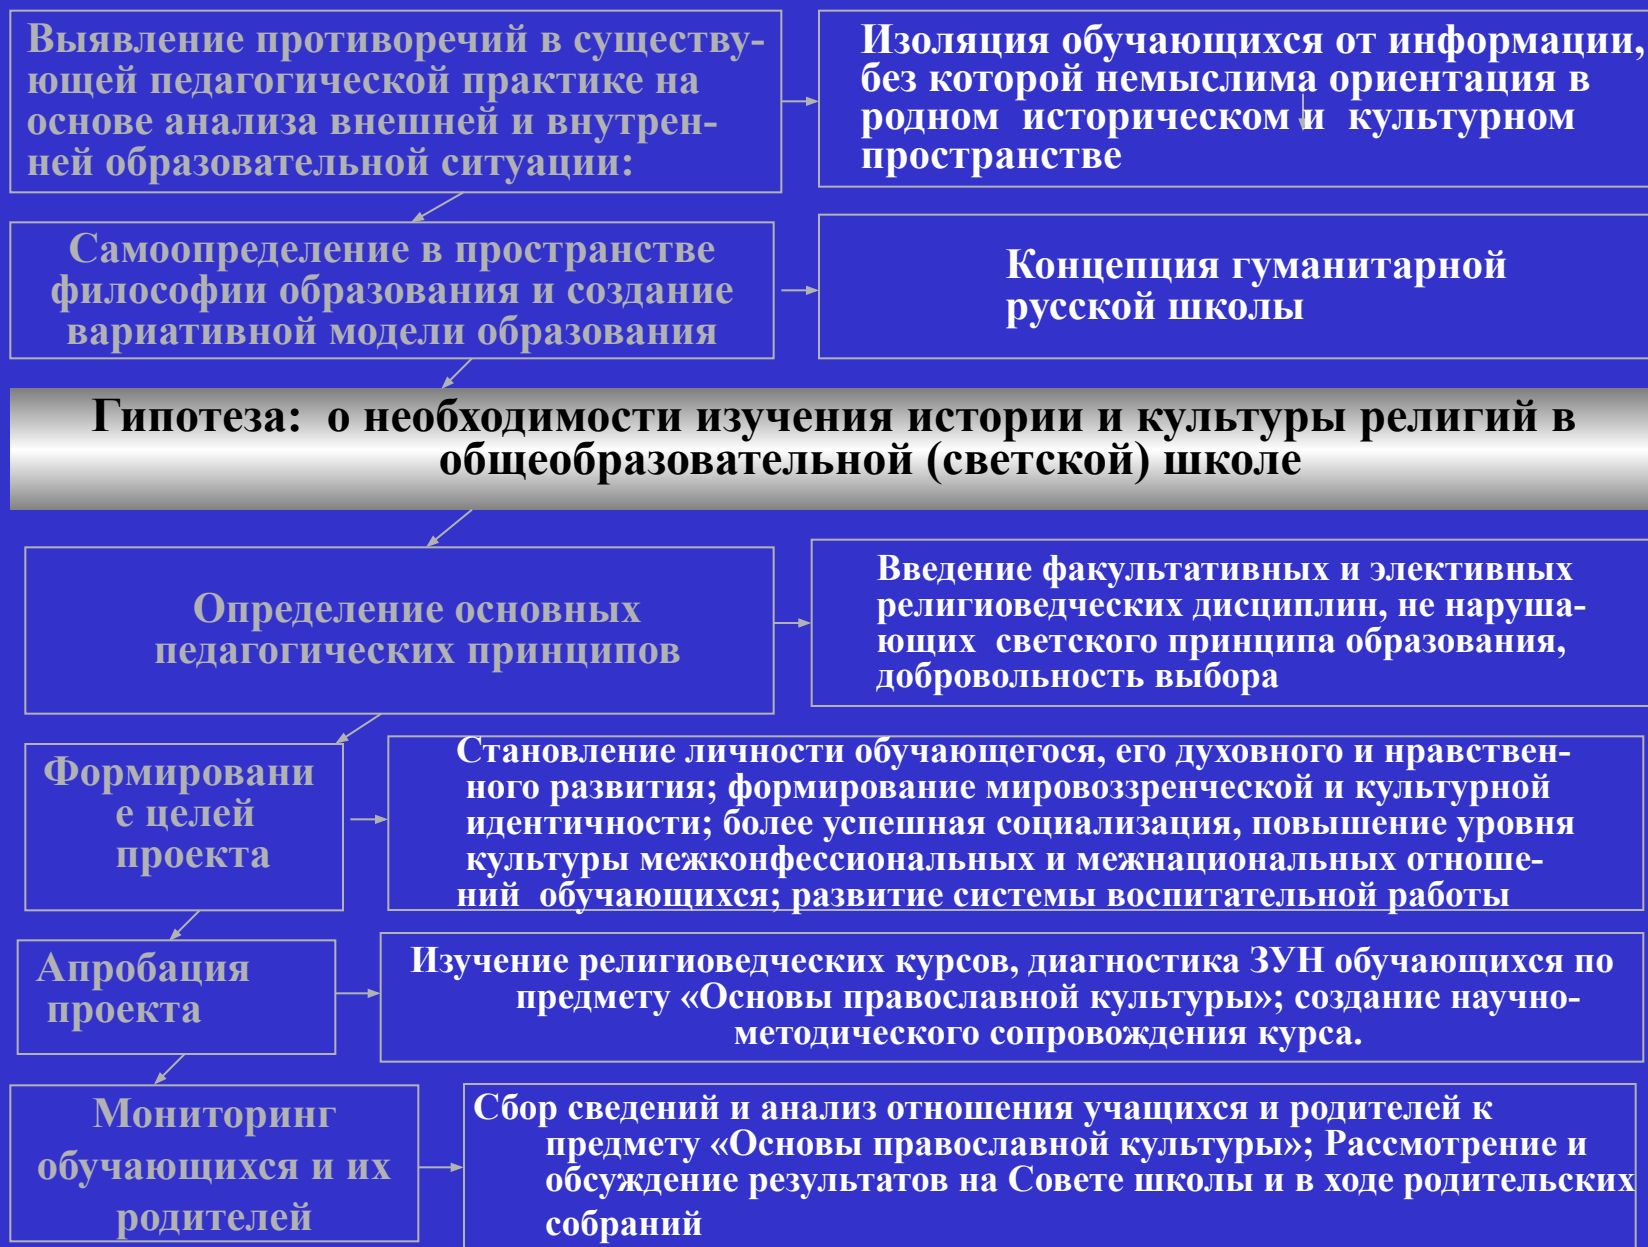 Выявление противоречий в существу-
ющей педагогической практике на
основе анализа внешней и внутрен-
ней образовательной ситуации:
Изоляция обучающихся от информации,
без которой немыслима ориентация в
родном историческом и культурном
пространстве
Самоопределение в пространстве
философии образования и создание
вариативной модели образования
Концепция гуманитарной
русской школы
Гипотеза: о необходимости изучения истории и культуры религий в
общеобразовательной (светской) школе
Определение основных
педагогических принципов
Введение факультативных и элективных
религиоведческих дисциплин, не наруша-
ющих светского принципа образования,
добровольность выбора
Формировани
е целей
проекта
Становление личности обучающегося, его духовного и нравствен-
ного развития; формирование мировоззренческой и культурной
идентичности; более успешная социализация, повышение уровня
культуры межконфессиональных и межнациональных отноше-
ний обучающихся; развитие системы воспитательной работы
Апробация
проекта
Изучение религиоведческих курсов, диагностика ЗУН обучающихся по
предмету «Основы православной культуры»; создание научно-
методического сопровождения курса.
Мониторинг
обучающихся и их
родителей
Сбор сведений и анализ отношения учащихся и родителей к
предмету «Основы православной культуры»; Рассмотрение и
обсуждение результатов на Совете школы и в ходе родительских
собраний